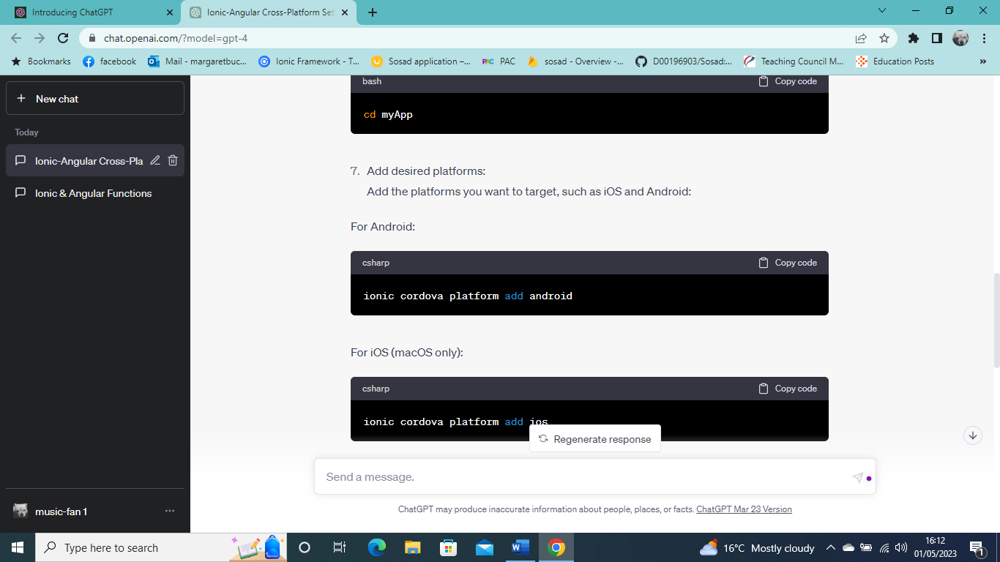 Introducing ChatGPT
Ionic-Angular Cross-Platform Set
chat.openai.com/?model=gpt-4
Bookmarks facebook Mail - margaretbuc... Ionic Framework - T... Sosad application –... PAC PAC sosad - Overview -... D00196903/Sosad:... Teaching Council M... Education Posts »
New chat
Today
Ionic-Angular Cross-Pla
Ionic & Angular Functions
music-fan 1
bash Copy code
cd myApp
7. Add desired platforms:
Add the platforms you want to target, such as iOS and Android:
For Android:
csharp Copy code
ionic cordova platform add android
For iOS (macOS only):
csharp Copy code
ionic cordova platform add ios
Regenerate response
Send a message.
ChatGPT may produce inaccurate information about people, places, or facts. ChatGPT Mar 23 Version
Type here to search
16°C Mostly cloudy
16:12
01/05/2023
1